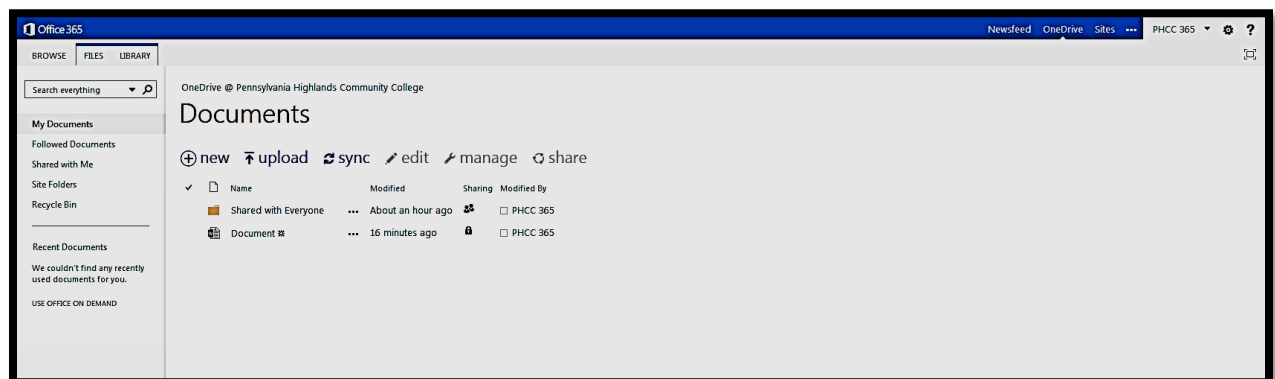 Office 365 Newsfeed OneDrive Sites ••• PHCC 365 ?
BROWSE FILES LIBRARY
Search everything
OneDrive @ Pennsylvania Highlands Community College
Documents
My Documents
Followed Documents
Shared with Me
Site Folders
Recycle Bin
Recent Documents
We couldn't find any recently
used documents for you.
USE OFFICE ON DEMAND
new upload sync edit manage share
Name Modified Sharing Modified By
Shared with Everyone ••• About an hour ago PHCC 365
Document ••• 16 minutes ago PHCC 365